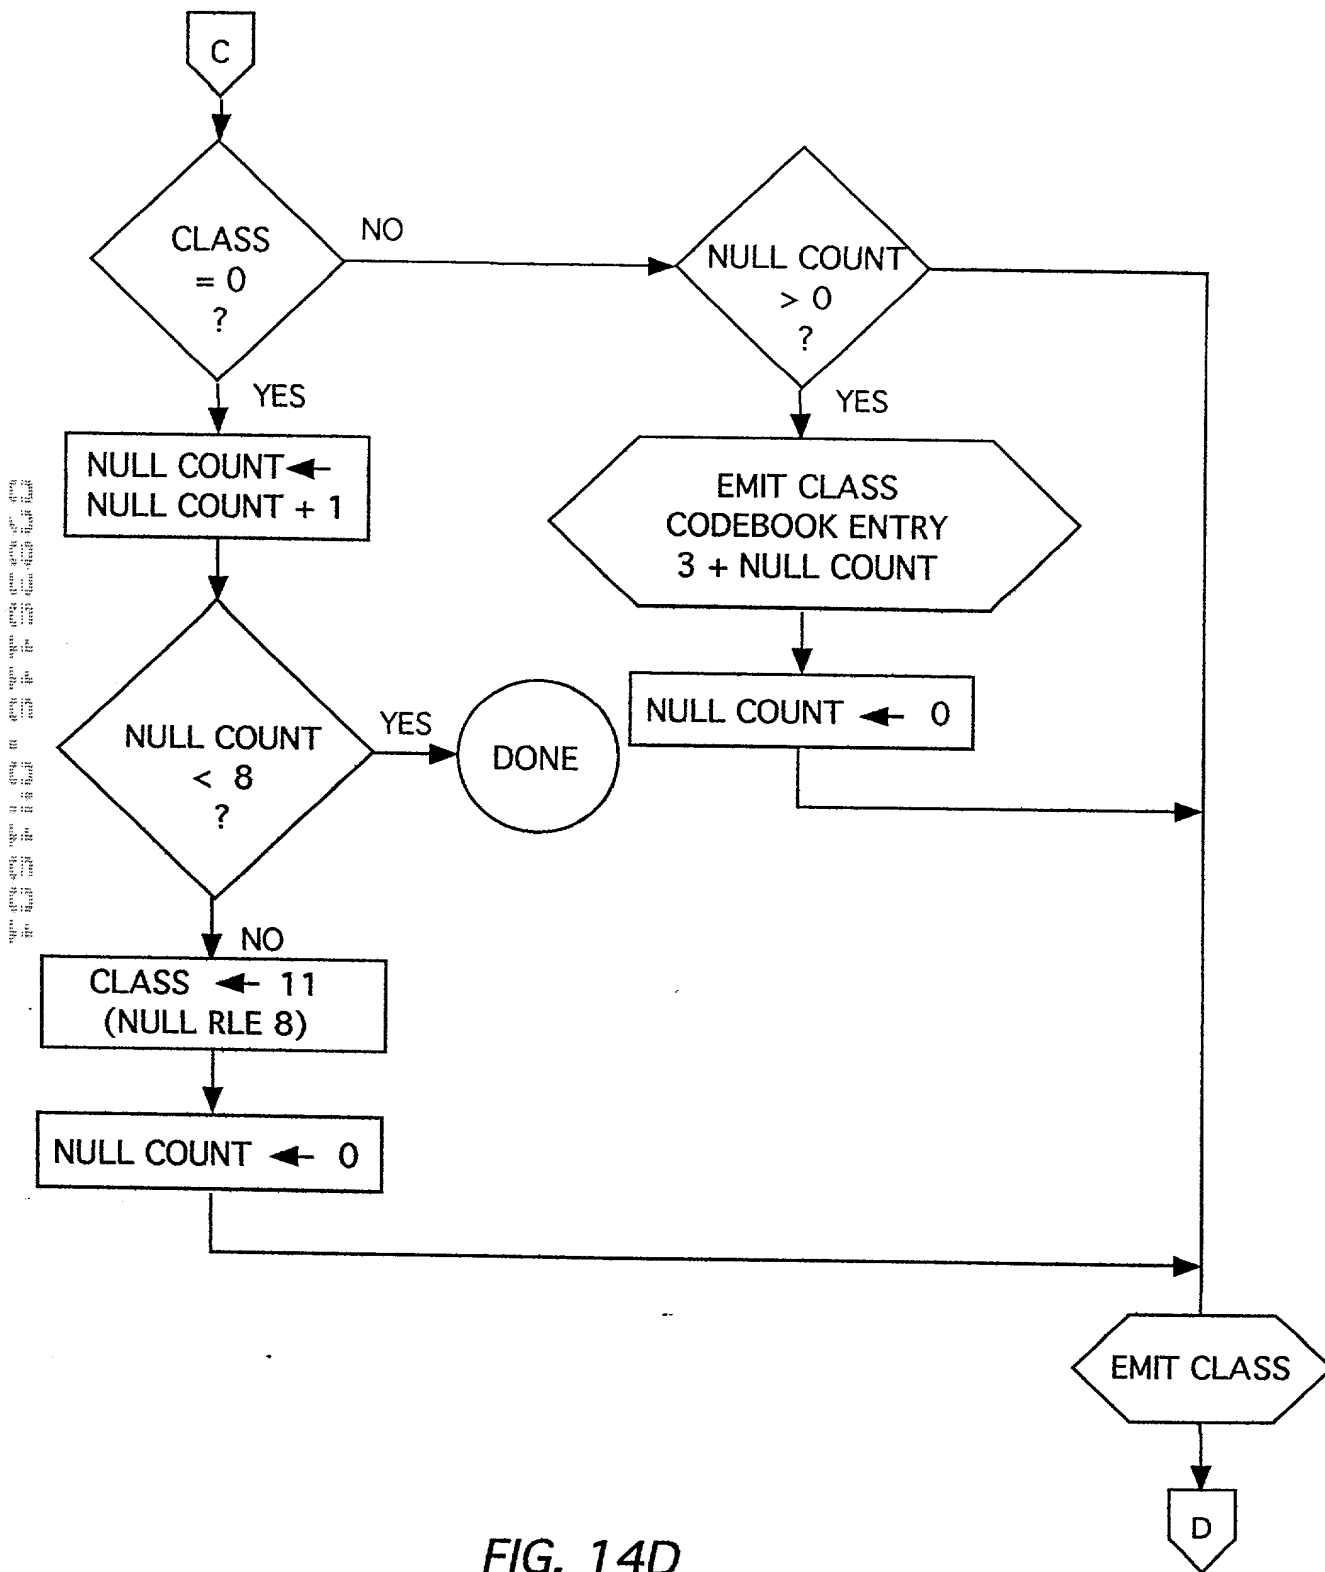 C
CLASS
= 0
?
NO
NULL COUNT
> 0
?
YES
YES
NULL COUNT ←
NULL COUNT + 1
EMIT CLASS
CODEBOOK ENTRY
3 + NULL COUNT
NULL COUNT
< 8
?
YES
DONE
NULL COUNT ← 0
NO
CLASS ← 11
(NULL RLE 8)
NULL COUNT ← 0
EMIT CLASS
D
FIG. 14D